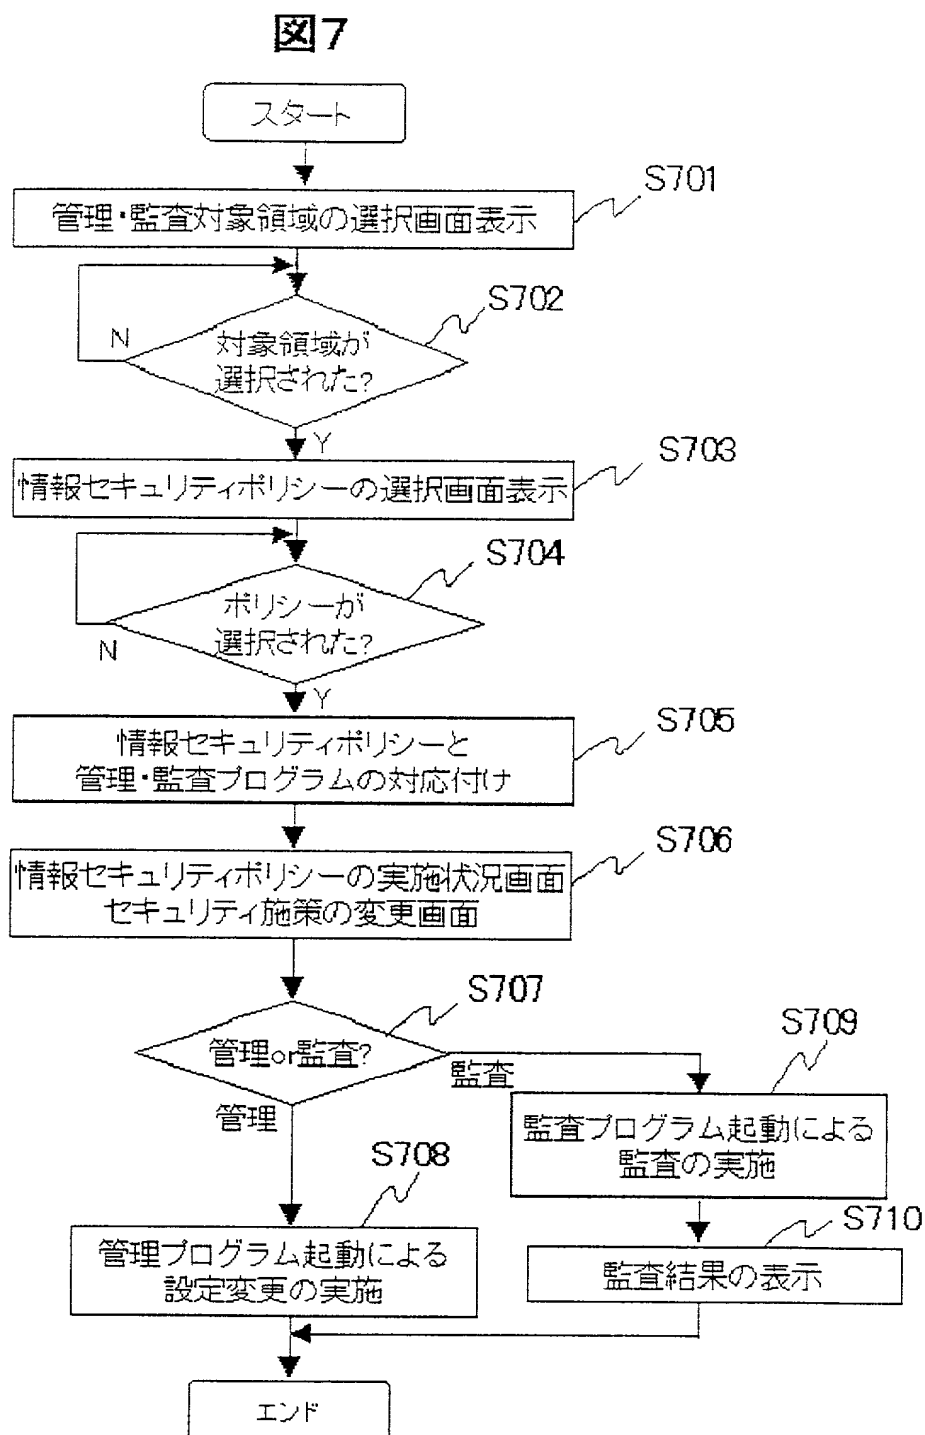 図7
スタート
S701
管理・監査対象領域の選択画面表示
S702
N
対象領域が
選択された?
Y
S703
情報セキュリティポリシーの選択画面表示
S704
ポリシーが
選択された?
N
Y
S705
情報セキュリティポリシーと
管理・監査プログラムの対応付け
S706
情報セキュリティポリシーの実施状況画面
セキュリティ施策の変更画面
S707
管理or監査?
監査
管理
S709
監査プログラム起動による
監査の実施
S708
管理プログラム起動による
設定変更の実施
S710
監査結果の表示
エンド